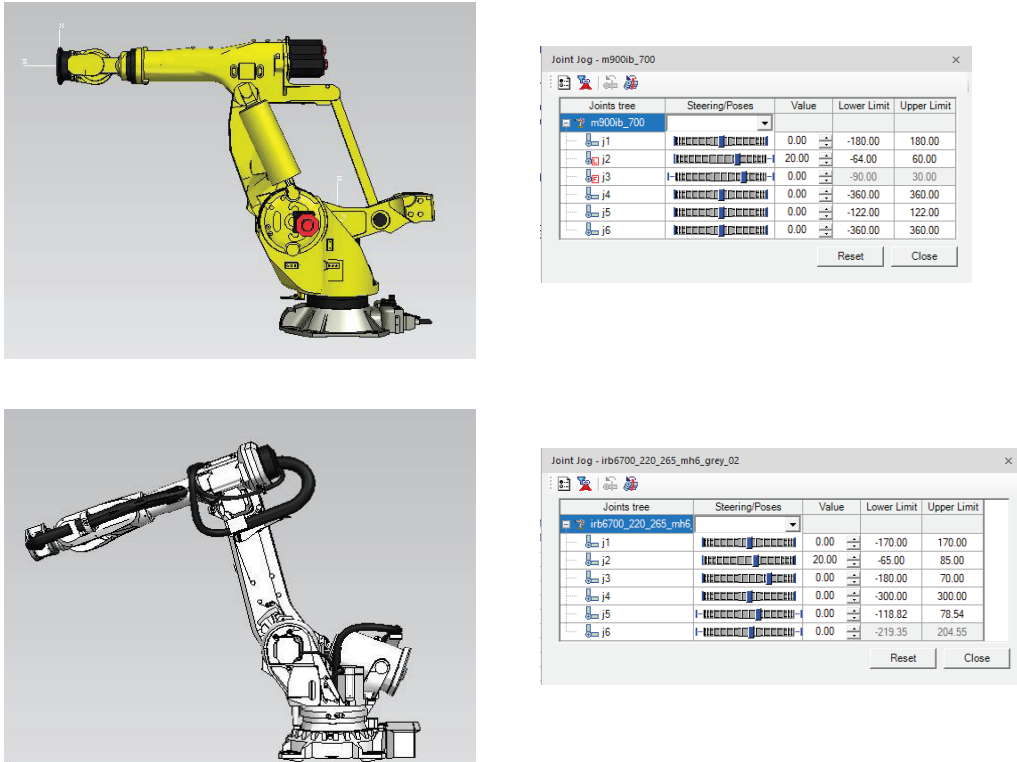 Joint Jog - m900ib_700
Joints tree Steering/Poses Value Lower Limit Upper Limit
m900ib_700
j1 0.00 -180.00 180.00
j2 20.00 -64.00 60.00
j3 0.00 -90.00 30.00
j4 0.00 -360.00 360.00
j5 0.00 -122.00 122.00
j6 0.00 -360.00 360.00
Reset Close
Joint Jog - irb6700_220_265_mh6_grey_02
Joints tree Steering/Poses Value Lower Limit Upper Limit
irb6700_220_265_mh6_
j1 0.00 -170.00 170.00
j2 20.00 -65.00 85.00
j3 0.00 -180.00 70.00
j4 0.00 -300.00 300.00
j5 0.00 -118.82 78.54
j6 0.00 -219.35 204.55
Reset Close